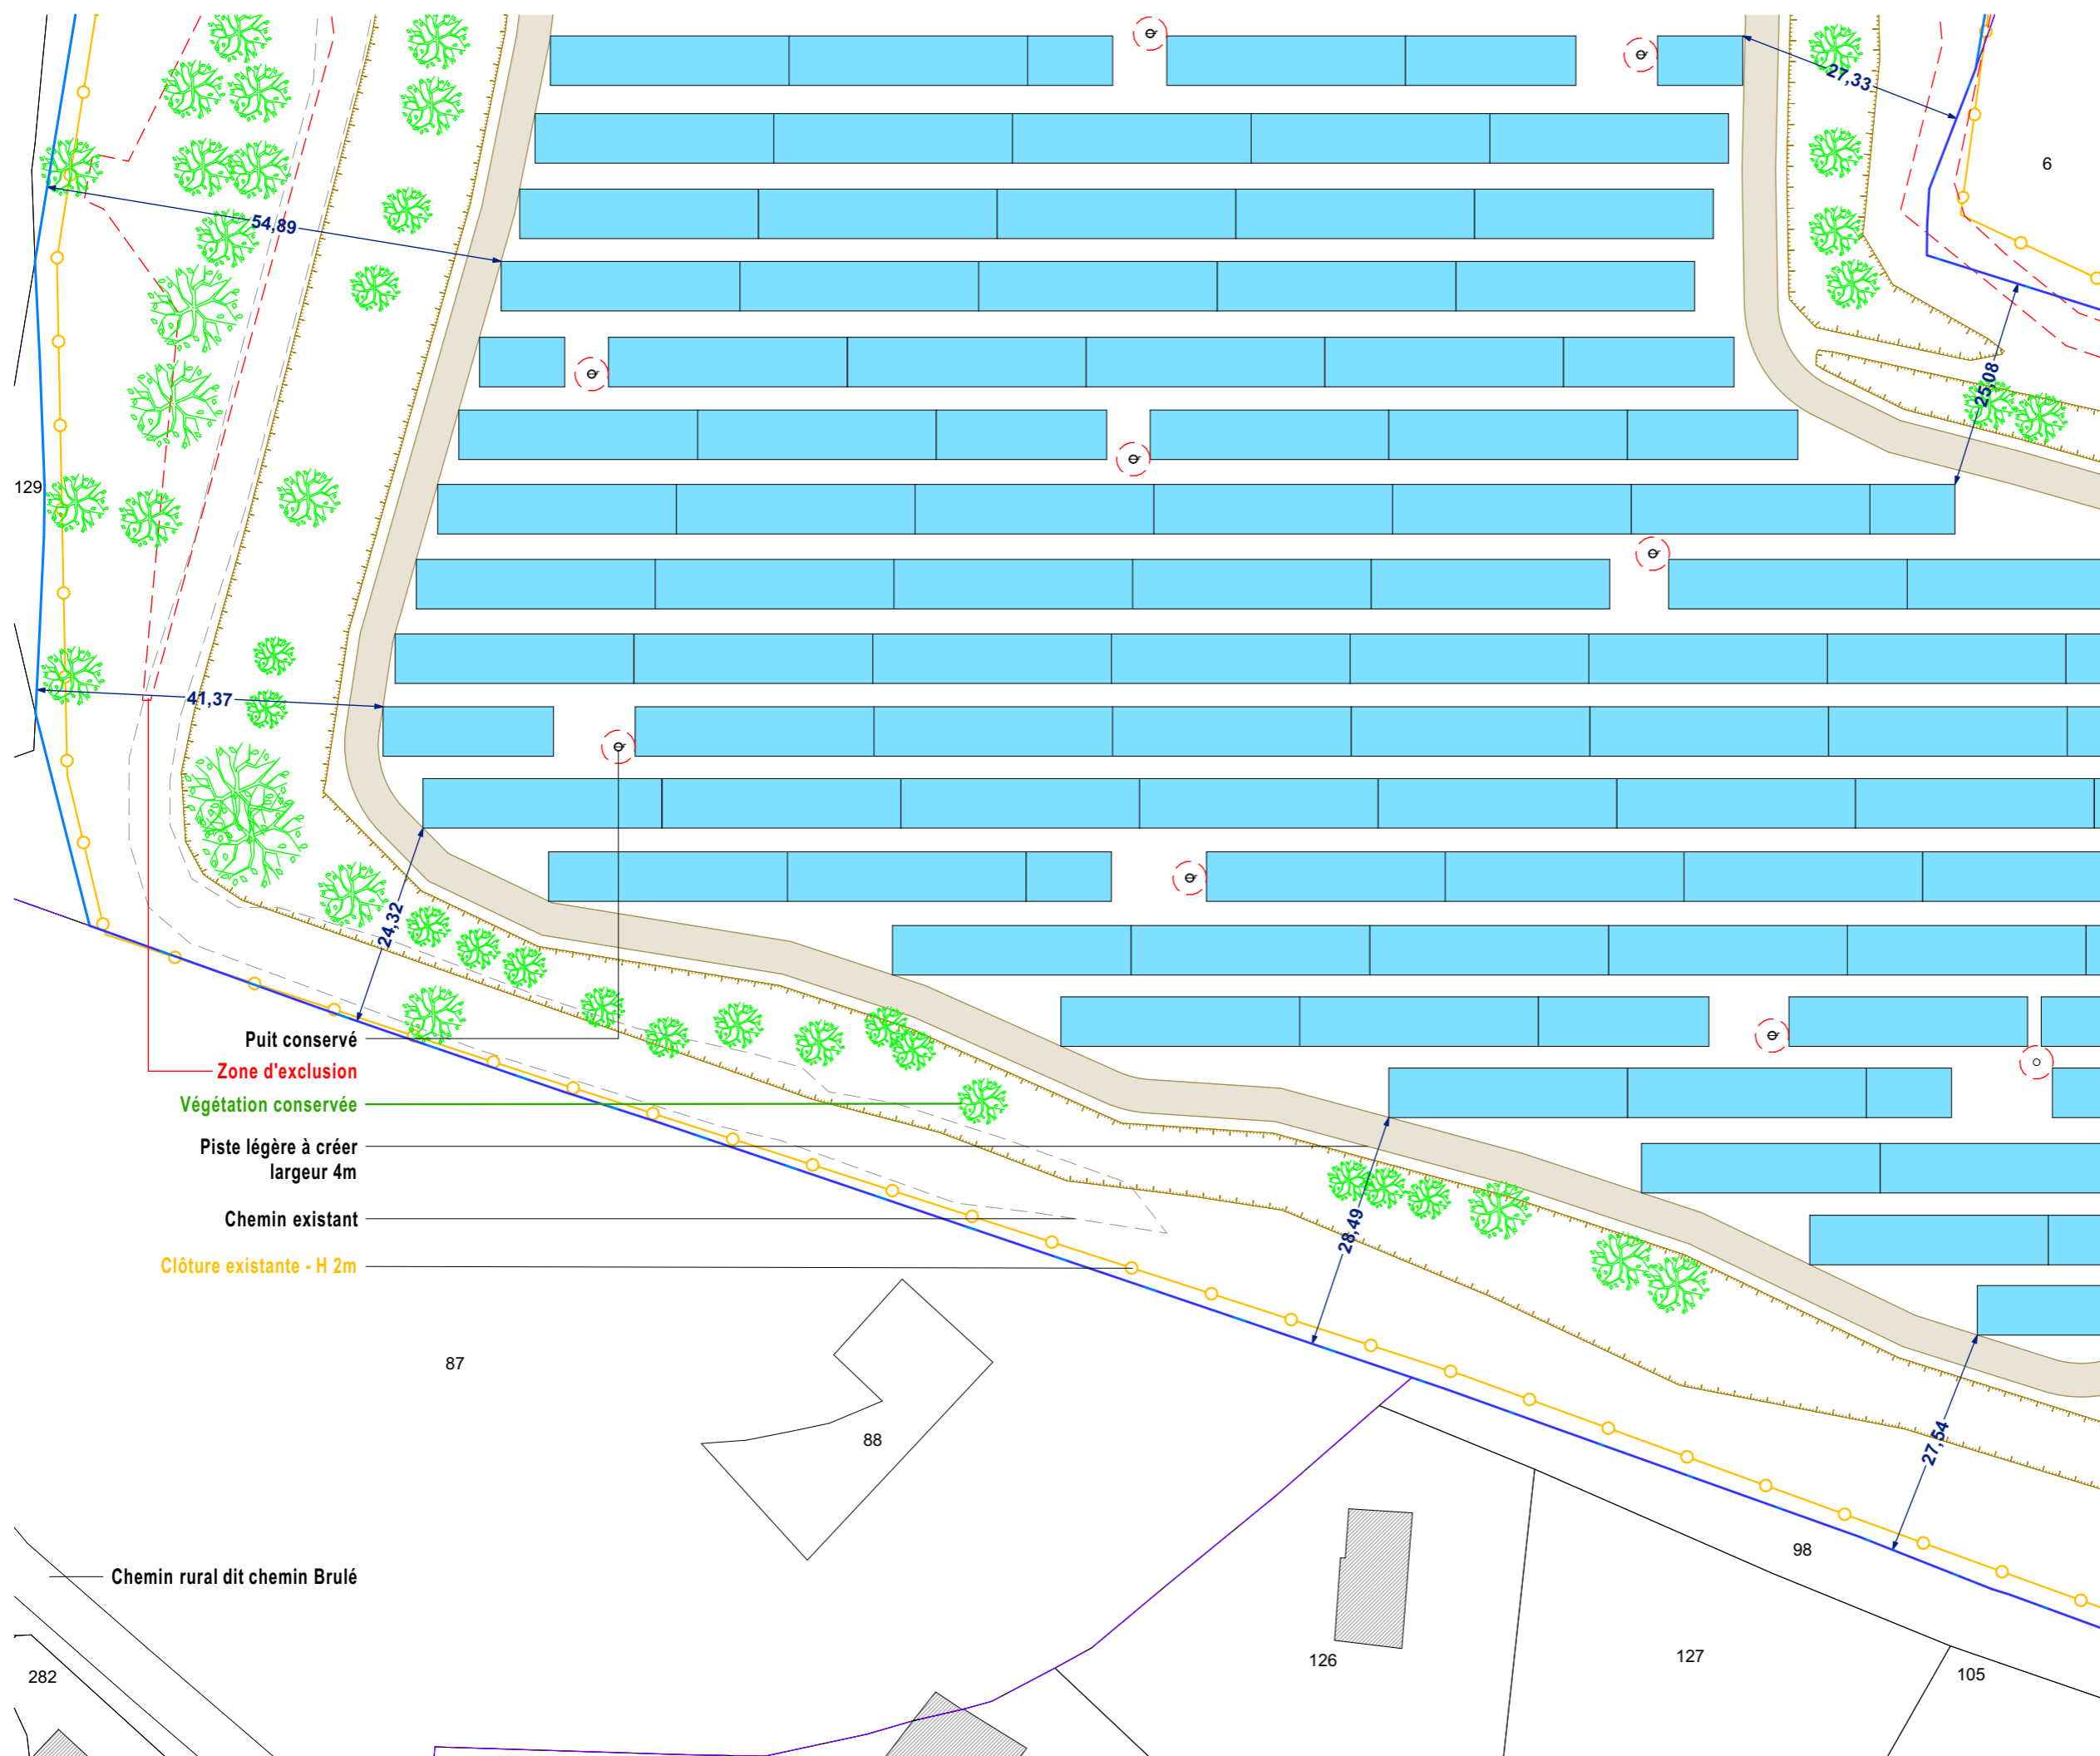 27,33
6
54,89
25,08
129
41,37
24,32
Puit conservé
Zone d'exclusion
Végétation conservée
Piste légère à créer
largeur 4m
Chemin existant
28,49
Clôture existante - H 2m
87
88
27,54
98
Chemin rural dit chemin Brulé
126
127
105
282